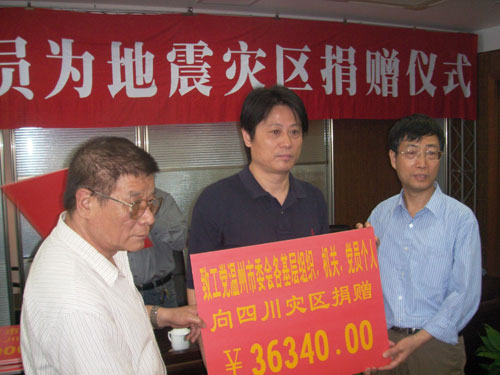 员为地震灾区捐赠仪式
致工党温州市委会各基层组织、机关、党员个人
向四川灾区捐赠
￥36340.00